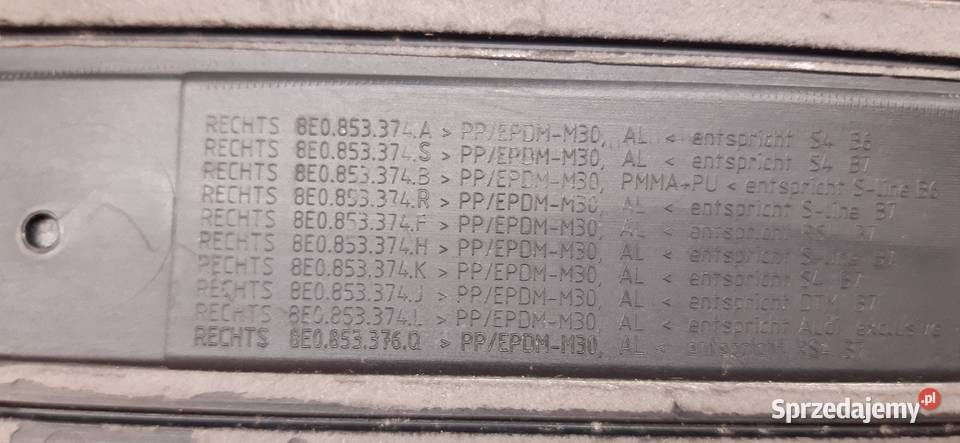 RECHTS 8E0.853.374.A > PP/EPDM-M30, AL < entspricht S4 B6
RECHTS 8E0.853.374.S > PP/EPDM-M30, AL < entspricht S4 B7
RECHTS 8E0.853.374.B > PP/EPDM-M30, PMMA+PU < entspricht S-Line B6
RECHTS 8E0.853.374.R > PP/EPDM-M30, AL < entspricht S-Line B7
RECHTS 8E0.853.374.F > PP/EPDM-M30, AL < entspricht B7
RECHTS 8E0.853.374.H > PP/EPDM-M30, AL < entspricht S-Line B7
RECHTS 8E0.853.374.K > PP/EPDM-M30, AL < entspricht S4 B7
RECHTS 8E0.853.374.J > PP/EPDM-M30, AL < entspricht DTM B7
RECHTS 8E0.853.374.L > PP/EPDM-M30, AL < entspricht Audi exclusive
RECHTS 8E0.853.376.Q > PP/EPDM-M30, AL < entspricht RS4 B7
Sprzedajemy.pl